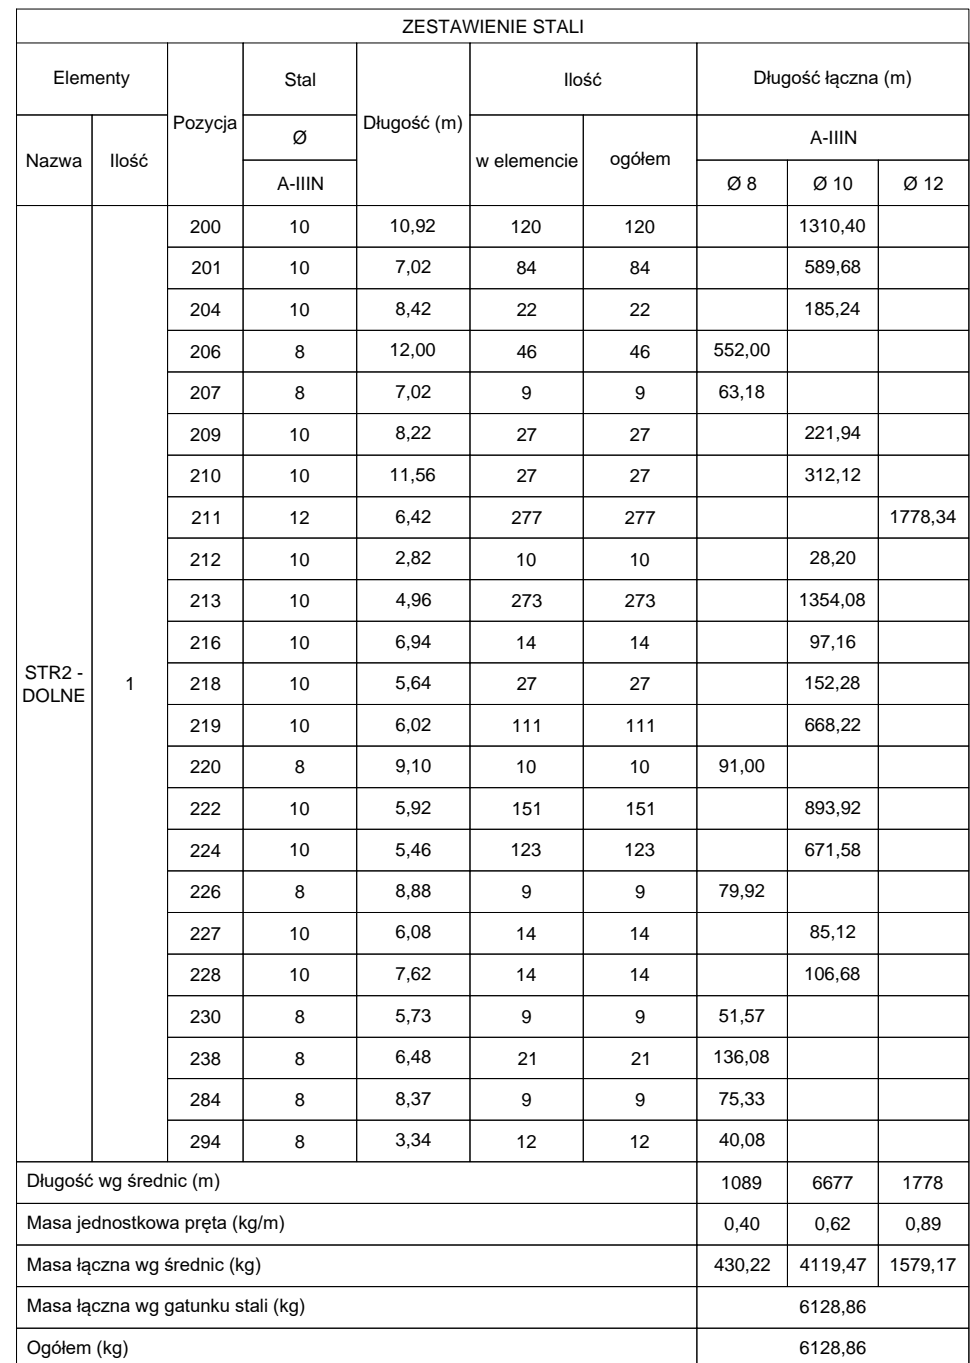 ZESTAWIENIE STALI
Elementy Pozycja Stal Długość (m) Ilość Długość łączna (m)
Nazwa Ilość Ø w elemencie ogółem A-IIIN
A-IIIN Ø 8 Ø 10 Ø 12
200 10 10,92 120 120 1310,40
201 10 7,02 84 84 589,68
204 10 8,42 22 22 185,24
206 8 12,00 46 46 552,00
207 8 7,02 9 9 63,18
209 10 8,22 27 27 221,94
210 10 11,56 27 27 312,12
211 12 6,42 277 277 1778,34
212 10 2,82 10 10 28,20
213 10 4,96 273 273 1354,08
216 10 6,94 14 14 97,16
STR2 -
DOLNE 1 218 10 5,64 27 27 152,28
219 10 6,02 111 111 668,22
220 8 9,10 10 10 91,00
222 10 5,92 151 151 893,92
224 10 5,46 123 123 671,58
226 8 8,88 9 9 79,92
227 10 6,08 14 14 85,12
228 10 7,62 14 14 106,68
230 8 5,73 9 9 51,57
238 8 6,48 21 21 136,08
284 8 8,37 9 9 75,33
294 8 3,34 12 12 40,08
Długość wg średnic (m) 1089 6677 1778
Masa jednostkowa pręta (kg/m) 0,40 0,62 0,89
Masa łączna wg średnic (kg) 430,22 4119,47 1579,17
Masa łączna wg gatunku stali (kg) 6128,86
Ogółem (kg) 6128,86